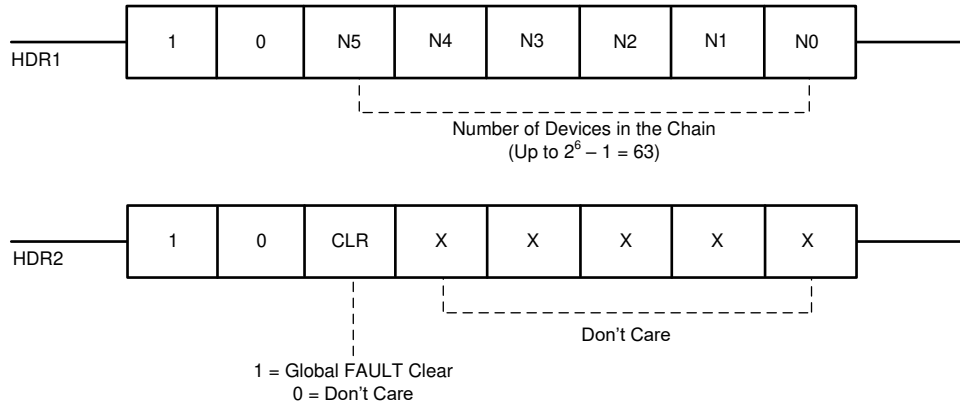 1 0 N5 N4 N3 N2 N1 N0
HDR1
Number of Devices in the Chain
(Up to 2⁶ – 1 = 63)
1 0 CLR X X X X X
HDR2
Don't Care
1 = Global FAULT Clear
0 = Don't Care